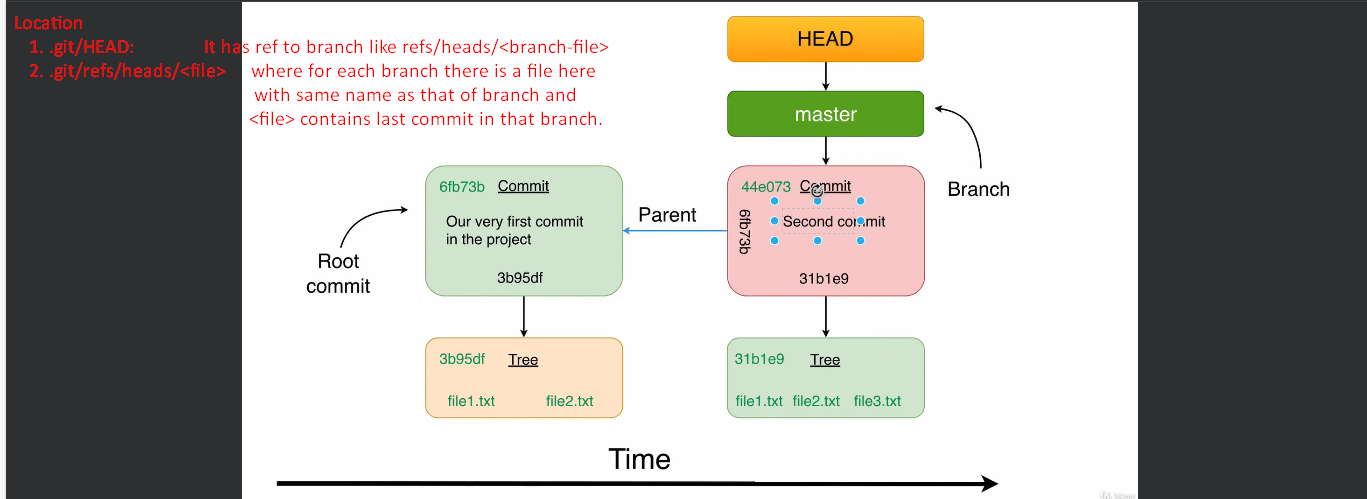 Location
1. .git/HEAD: It has ref to branch like refs/heads/<branch-file>
2. .git/refs/heads/<file> where for each branch there is a file here
with same name as that of branch and
<file> contains last commit in that branch.
HEAD
master
Branch
6fb73b Commit
Our very first commit
in the project
3b95df
Root
commit
Parent
44e073 Commit
6fb73b
Second commit
31b1e9
3b95df Tree
file1.txt file2.txt
31b1e9 Tree
file1.txt file2.txt file3.txt
Time